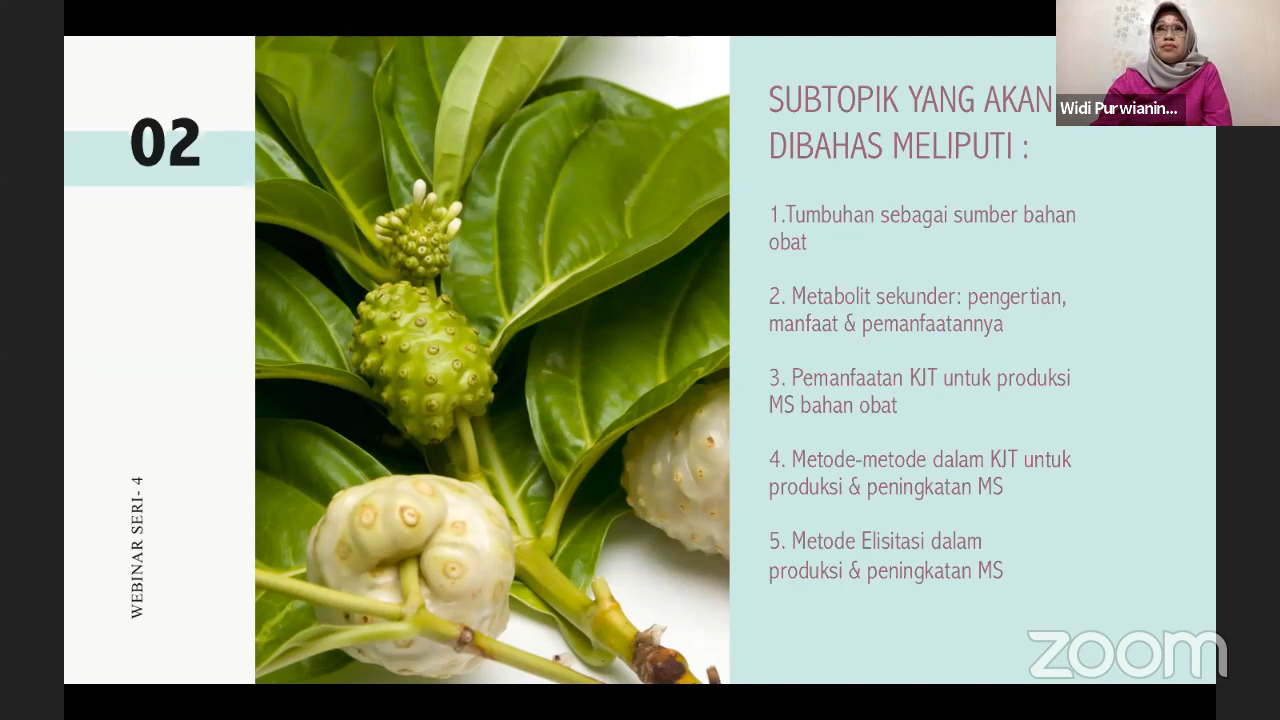 02
WEBINAR SERI- 4
SUBTOPIK YANG AKAN
DIBAHAS MELIPUTI :
1.Tumbuhan sebagai sumber bahan
obat
2. Metabolit sekunder: pengertian,
manfaat & pemanfaatannya
3. Pemanfaatan KJT untuk produksi
MS bahan obat
4. Metode-metode dalam KJT untuk
produksi & peningkatan MS
5. Metode Elisitasi dalam
produksi & peningkatan MS
Widi Purwianin...
zoom